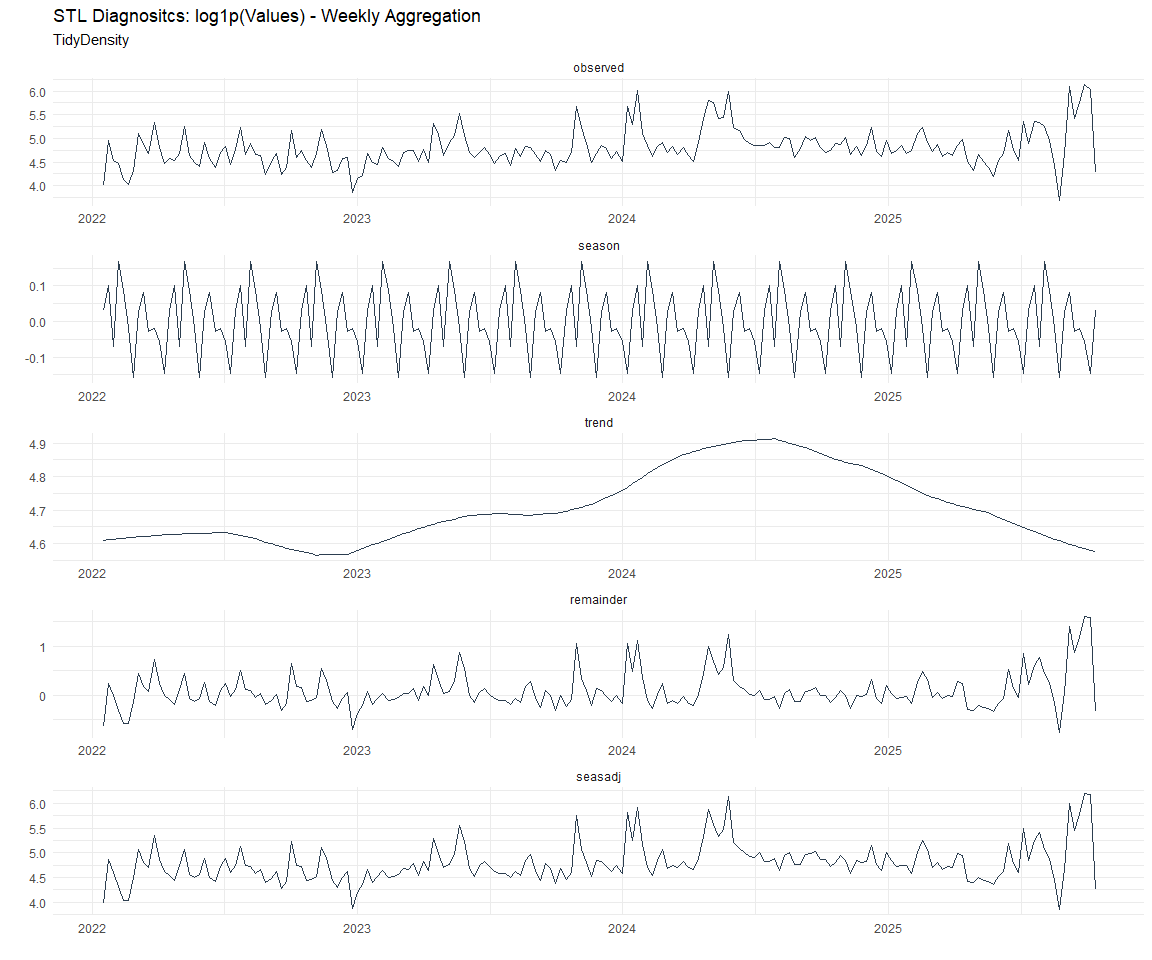 STL Diagnositcs: log1p(Values) - Weekly Aggregation
TidyDensity
observed
6.0
5.5
5.0
4.5
4.0
2022 2023 2024 2025
season
0.1
0.0
-0.1
2022 2023 2024 2025
trend
4.9
4.8
4.7
4.6
2022 2023 2024 2025
remainder
1
0
2022 2023 2024 2025
seasadj
6.0
5.5
5.0
4.5
4.0
2022 2023 2024 2025